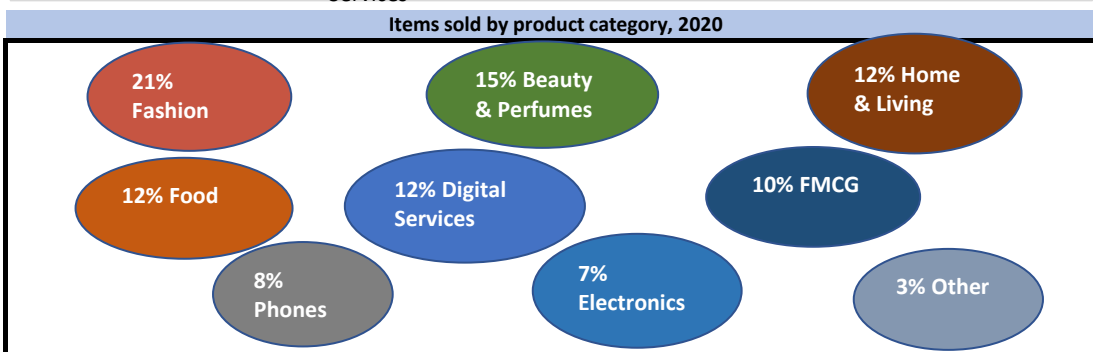 Services
Items sold by product category, 2020
21%
Fashion
15% Beauty
& Perfumes
12% Home
& Living
12% Food
12% Digital
Services
10% FMCG
8%
Phones
7%
Electronics
3% Other